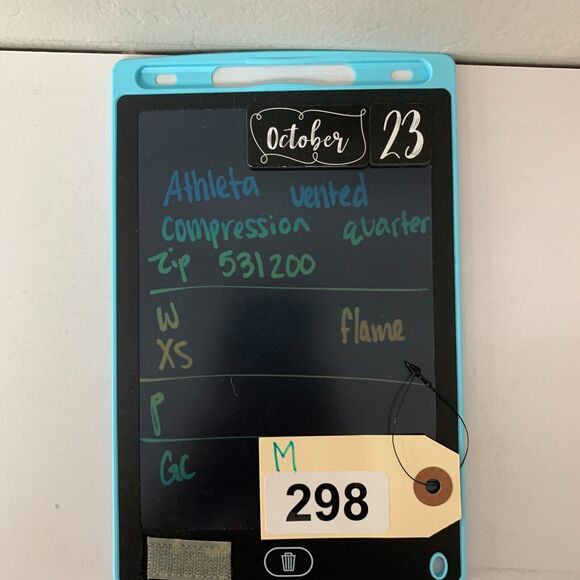 October 23
Athleta vented
compression quarter
Zip 531200
W flame
XS
P
GC M
298